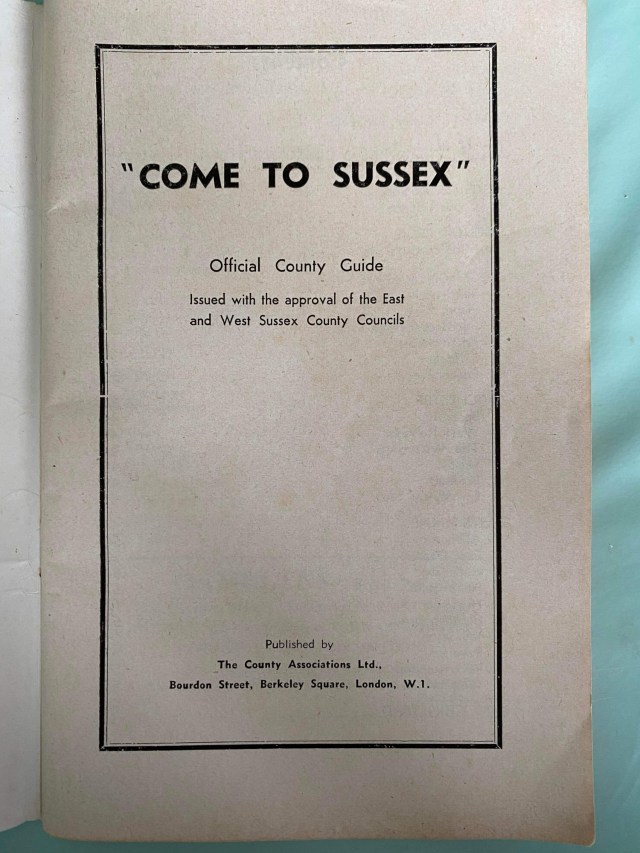 "COME TO SUSSEX"
Official County Guide
Issued with the approval of the East
and West Sussex County Councils
Published by
The County Associations Ltd.,
Bourdon Street, Berkeley Square, London, W.1.